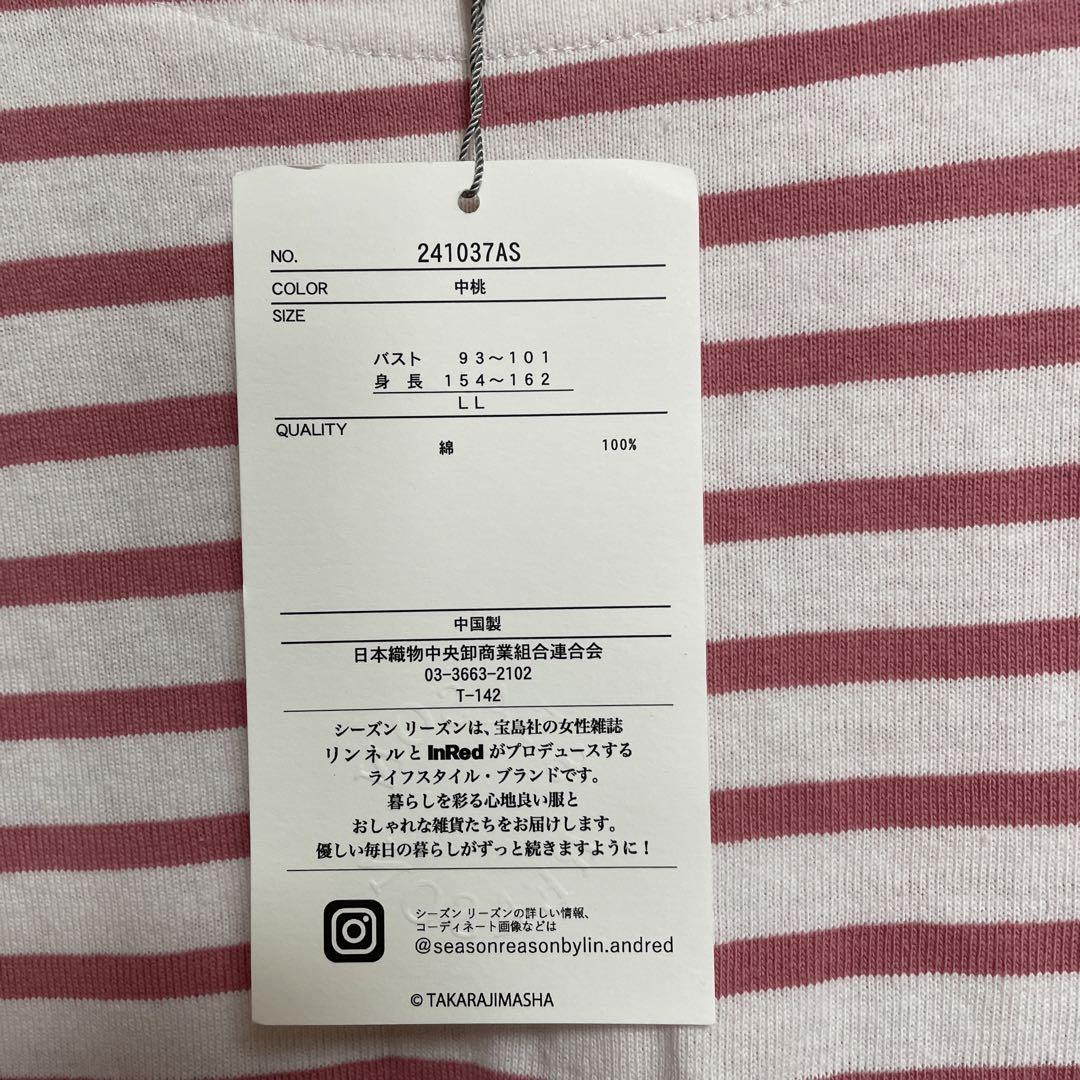 NO. 241037AS
COLOR 中桃
SIZE
バスト 93～101
身 長 154～162
LL
QUALITY
綿 100%
中国製
日本織物中央卸商業組合連合会
03-3663-2102
T-142
シーズン リーズンは、宝島社の女性雑誌
リンネルと InRed がプロデュースする
ライフスタイル・ブランドです。
暮らしを彩る心地良い服と
おしゃれな雑貨たちをお届けします。
優しい毎日の暮らしがずっと続きますように！
シーズン リーズンの詳しい情報、
コーディネート画像などは
@seasonreasonbylin.andred
© TAKARAJIMASHA